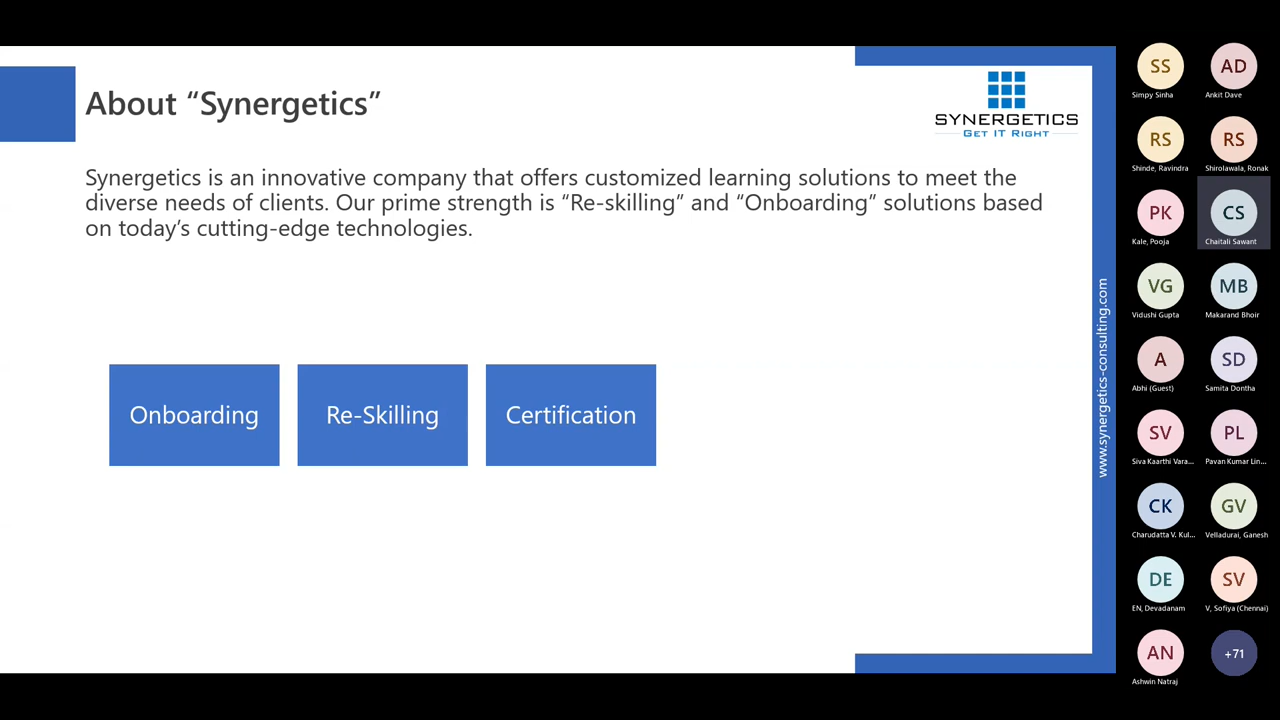 About “Synergetics”
SYNERGETICS
GET IT RIGHT
Synergetics is an innovative company that offers customized learning solutions to meet the
diverse needs of clients. Our prime strength is “Re-skilling” and “Onboarding” solutions based
on today’s cutting-edge technologies.
Onboarding
Re-Skilling
Certification
www.synergetics-consulting.com
SS
AD
Simpy Sinha
Ankit Dave
RS
RS
Shinde, Ravindra
Shirolawala, Ronak
PK
CS
Kale, Pooja
Chaitali Sawant
VG
MB
Vidushi Gupta
Makarand Bhoir
A
SD
Abhi (Guest)
Samita Dontha
SV
PL
Siva Kaarthi Vara...
Pavan Kumar Lin...
CK
GV
Charudatta V. Kul...
Velladurai, Ganesh
DE
SV
EN, Devadanam
V, Sofiya (Chennai)
AN
+71
Ashwin Natraj